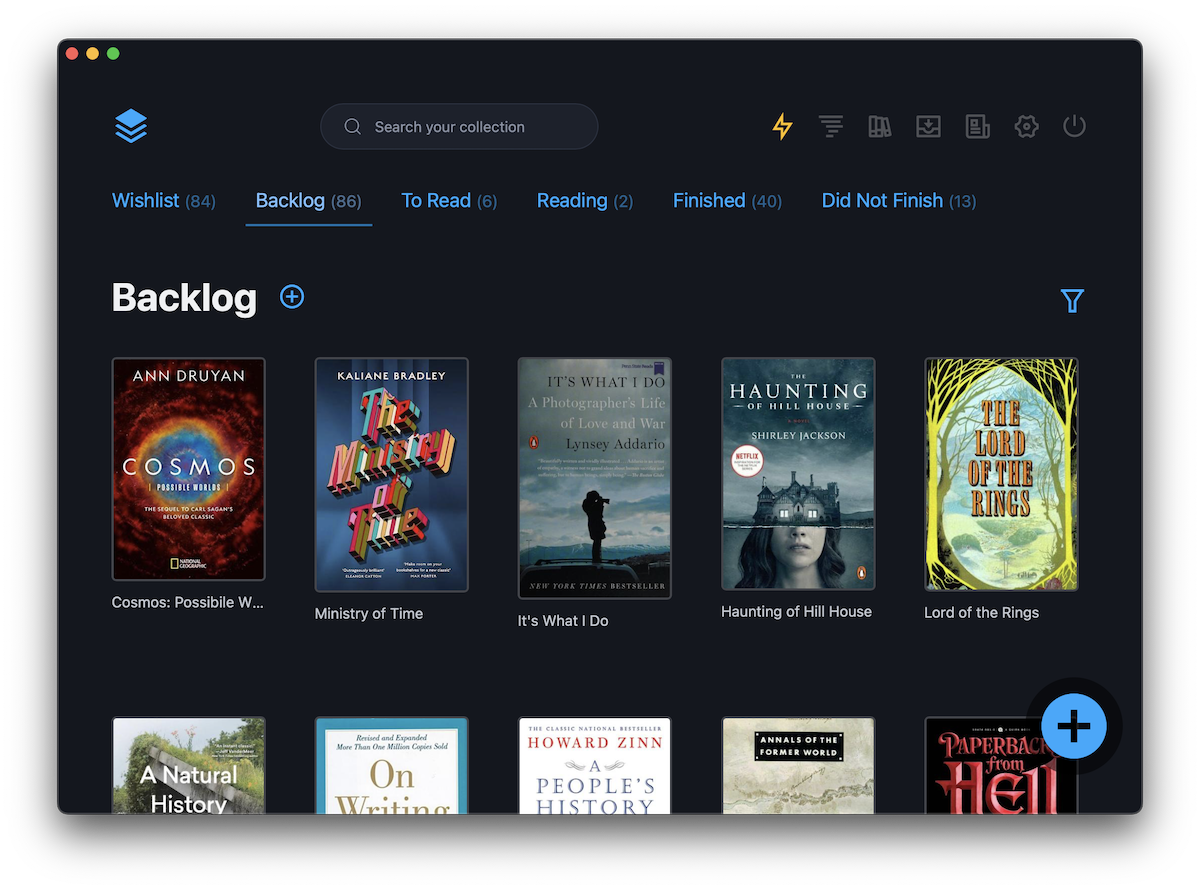 Search your collection
Wishlist (84)
Backlog (86)
To Read (6)
Reading (2)
Finished (40)
Did Not Finish (13)
Backlog
ANN DRUYAN
COSMOS
POSSIBLE WORLDS
THE SEQUEL TO CARL SAGAN'S
BELOVED CLASSIC
NATIONAL
GEOGRAPHIC
Cosmos: Possibile W...
KALIANE BRADLEY
The
Ministry
of
Time
'Outrageously brilliant'
ELEANOR CATTON
'Make room on your
bookshelves for a new classic'
MAX PORTER
Ministry of Time
IT'S WHAT I DO
A Photographer's Life
of Love and War
Lynsey Addario
NEW YORK TIMES BESTSELLER
It's What I Do
THE
HAUNTING
OF HILL HOUSE
A NOVEL
SHIRLEY JACKSON
NETFLIX
Haunting of Hill House
THE
LORD
OF THE
RINGS
Lord of the Rings
"An instant classic."
—Jeff VanderMeer
A Natural
History
Revised and Expanded
More Than One Million Copies Sold
On
Writing
THE CLASSIC NATIONAL BESTSELLER
HOWARD ZINN
A
PEOPLE'S
HISTORY
ANNALS OF THE
FORMER WORLD
PAPERBACKS
from
HELL